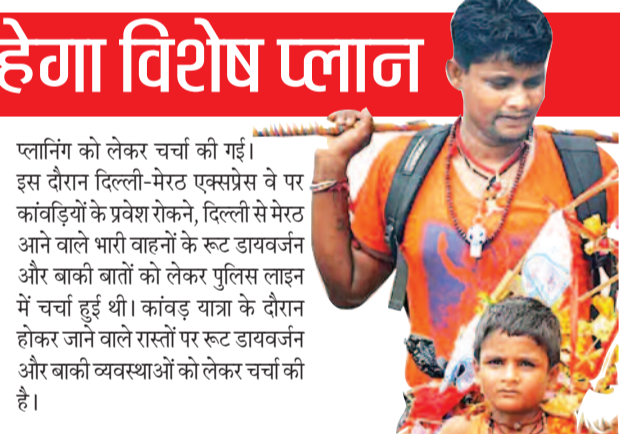 हेगा विशेष प्लान
प्लानिंग को लेकर चर्चा की गई।
इस दौरान दिल्ली-मेरठ एक्सप्रेस वे पर
कांवड़ियों के प्रवेश रोकने, दिल्ली से मेरठ
आने वाले भारी वाहनों के रूट डायवर्जन
और बाकी बातों को लेकर पुलिस लाइन
में चर्चा हुई थी। कांवड़ यात्रा के दौरान
होकर जाने वाले रास्तों पर रूट डायवर्जन
और बाकी व्यवस्थाओं को लेकर चर्चा की
है।